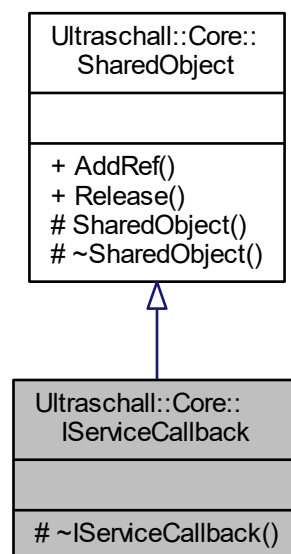 Ultraschall::Core::
SharedObject
+ AddRef()
+ Release()
# SharedObject()
# ~SharedObject()
Ultraschall::Core::
IServiceCallback
# ~IServiceCallback()